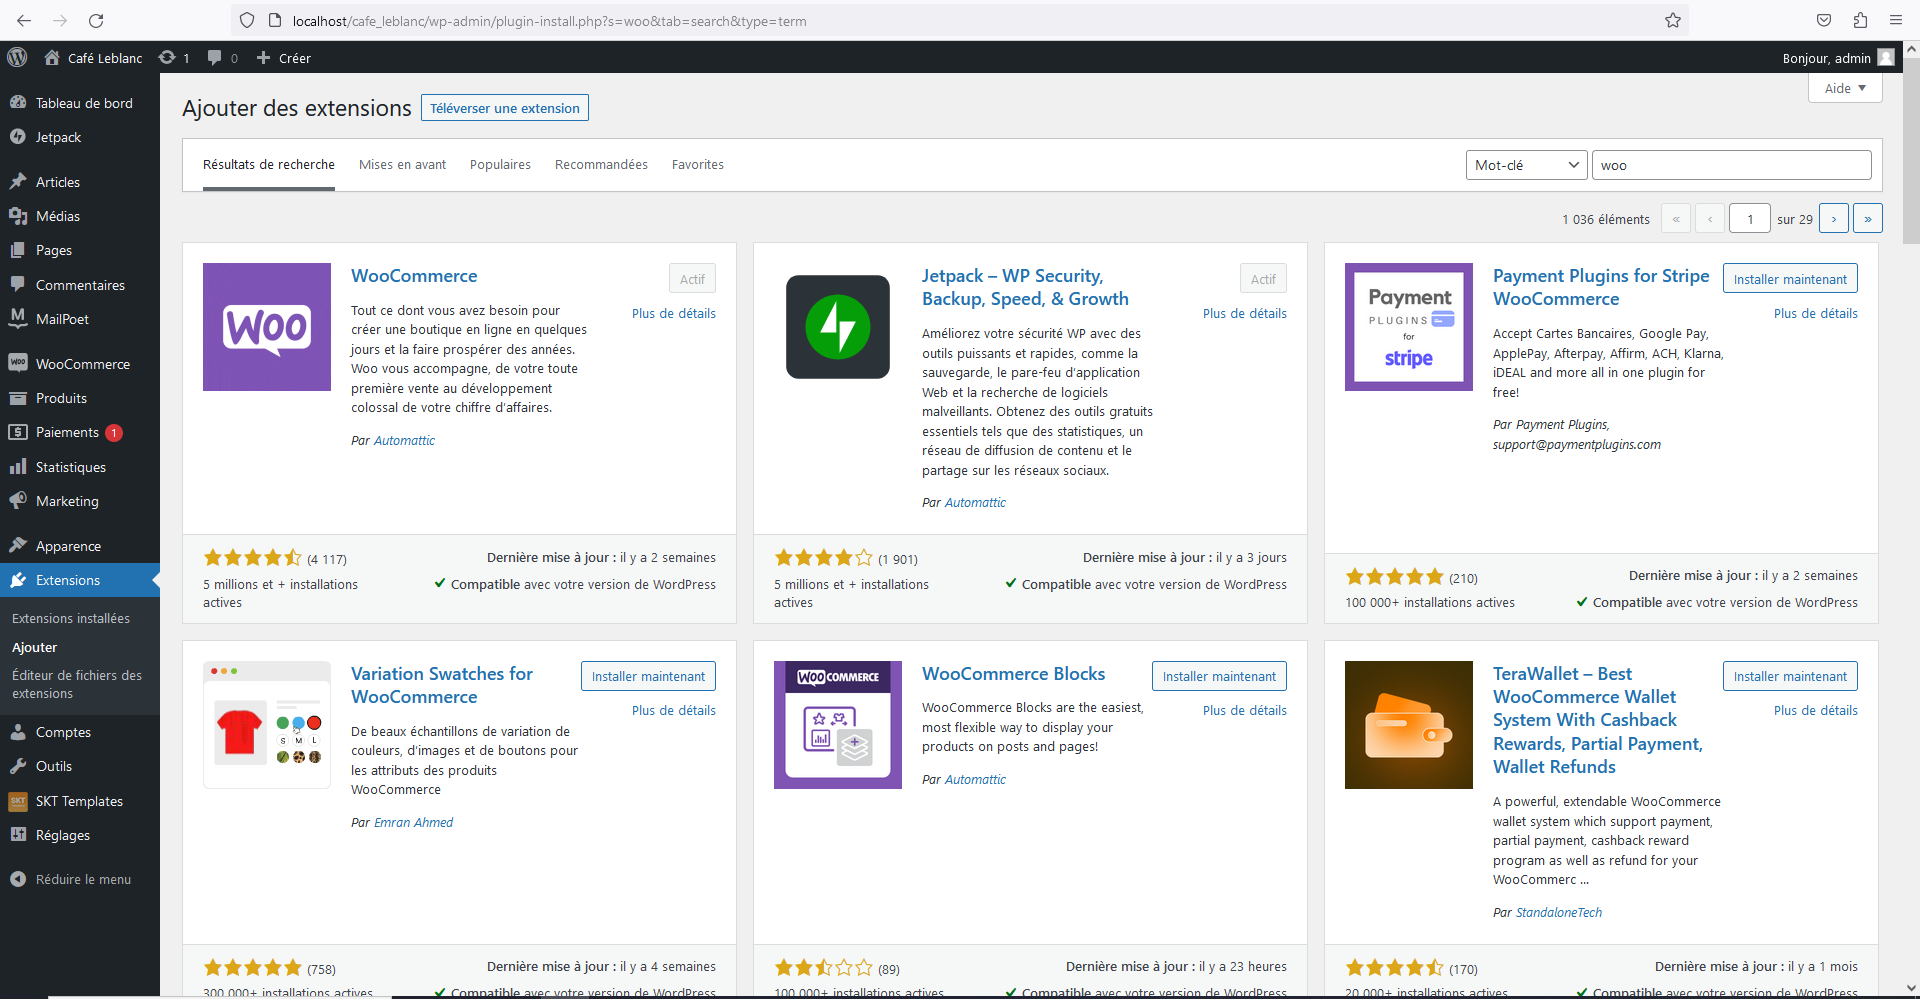 localhost/cafe_leblanc/wp-admin/plugin-install.php?s=woo&tab=search&type=term
Café Leblanc
1
0
Créer
Bonjour, admin
Tableau de bord
Jetpack
Articles
Médias
Pages
Commentaires
MailPoet
WooCommerce
Produits
Paiements 1
Statistiques
Marketing
Apparence
Extensions
Extensions installées
Ajouter
Éditeur de fichiers des
extensions
Comptes
Outils
SKT
SKT Templates
Réglages
Réduire le menu
Ajouter des extensions
Téléverser une extension
Aide
Résultats de recherche
Mises en avant
Populaires
Recommandées
Favorites
Mot-clé
woo
1 036 éléments
«
‹
1
sur 29
›
»
WOO
WooCommerce
Actif
Plus de détails
Tout ce dont vous avez besoin pour
créer une boutique en ligne en quelques
jours et la faire prospérer des années.
Woo vous accompagne, de votre toute
première vente au développement
colossal de votre chiffre d'affaires.
Par Automattic
(4 117)
5 millions et + installations
actives
Dernière mise à jour : il y a 2 semaines
Compatible avec votre version de WordPress
Jetpack – WP Security,
Backup, Speed, & Growth
Actif
Plus de détails
Améliorez votre sécurité WP avec des
outils puissants et rapides, comme la
sauvegarde, le pare-feu d'application
Web et la recherche de logiciels
malveillants. Obtenez des outils gratuits
essentiels tels que des statistiques, un
réseau de diffusion de contenu et le
partage sur les réseaux sociaux.
Par Automattic
(1 901)
5 millions et + installations
actives
Dernière mise à jour : il y a 3 jours
Compatible avec votre version de WordPress
Payment
PLUGINS
for
stripe
Payment Plugins for Stripe
WooCommerce
Installer maintenant
Plus de détails
Accept Cartes Bancaires, Google Pay,
ApplePay, Afterpay, Affirm, ACH, Klarna,
iDEAL and more all in one plugin for
free!
Par Payment Plugins,
support@paymentplugins.com
(210)
100 000+ installations actives
Dernière mise à jour : il y a 2 semaines
Compatible avec votre version de WordPress
S M L
Variation Swatches for
WooCommerce
Installer maintenant
Plus de détails
De beaux échantillons de variation de
couleurs, d'images et de boutons pour
les attributs des produits
WooCommerce
Par Emran Ahmed
(758)
300 000+ installations actives
Dernière mise à jour : il y a 4 semaines
Compatible avec votre version de WordPress
WOO COMMERCE
WooCommerce Blocks
Installer maintenant
Plus de détails
WooCommerce Blocks are the easiest,
most flexible way to display your
products on posts and pages!
Par Automattic
(89)
100 000+ installations actives
Dernière mise à jour : il y a 23 heures
Compatible avec votre version de WordPress
TeraWallet – Best
WooCommerce Wallet
System With Cashback
Rewards, Partial Payment,
Wallet Refunds
Installer maintenant
Plus de détails
A powerful, extendable WooCommerce
wallet system which support payment,
partial payment, cashback reward
program as well as refund for your
WooCommerc ...
Par StandaloneTech
(170)
20 000+ installations actives
Dernière mise à jour : il y a 1 mois
Compatible avec votre version de WordPress